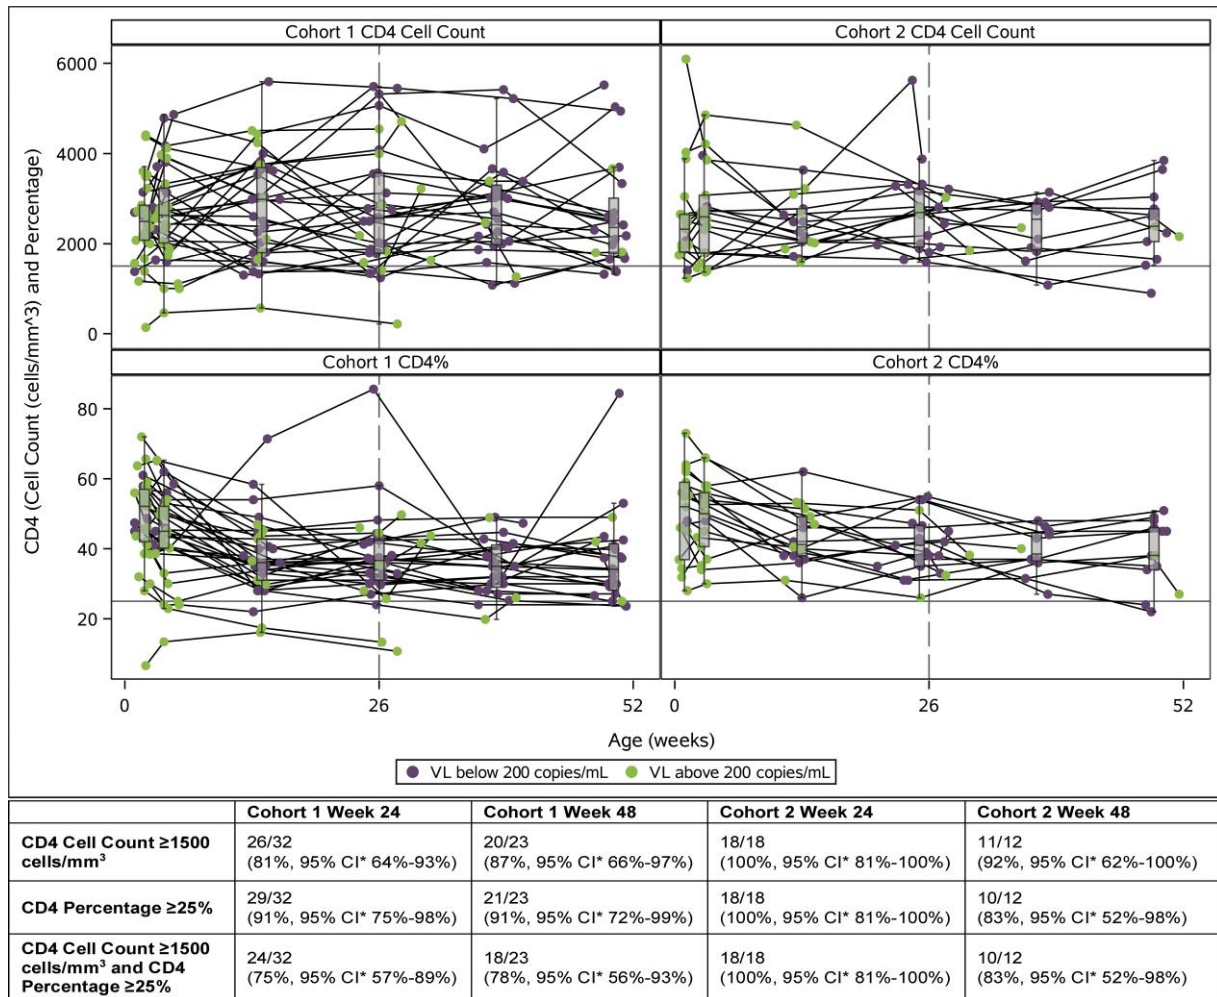 Cohort 1 CD4 Cell Count
Cohort 2 CD4 Cell Count
CD4 (Cell Count (cells/mm^3) and Percentage)
6000
4000
2000
0
Cohort 1 CD4%
Cohort 2 CD4%
80
60
40
20
0
26
52
0
26
52
Age (weeks)
VL below 200 copies/mL
VL above 200 copies/mL
Cohort 1 Week 24
Cohort 1 Week 48
Cohort 2 Week 24
Cohort 2 Week 48
CD4 Cell Count ≥1500
cells/mm³
26/32
(81%, 95% CI* 64%-93%)
20/23
(87%, 95% CI* 66%-97%)
18/18
(100%, 95% CI* 81%-100%)
11/12
(92%, 95% CI* 62%-100%)
CD4 Percentage ≥25%
29/32
(91%, 95% CI* 75%-98%)
21/23
(91%, 95% CI* 72%-99%)
18/18
(100%, 95% CI* 81%-100%)
10/12
(83%, 95% CI* 52%-98%)
CD4 Cell Count ≥1500
cells/mm³ and CD4
Percentage ≥25%
24/32
(75%, 95% CI* 57%-89%)
18/23
(78%, 95% CI* 56%-93%)
18/18
(100%, 95% CI* 81%-100%)
10/12
(83%, 95% CI* 52%-98%)